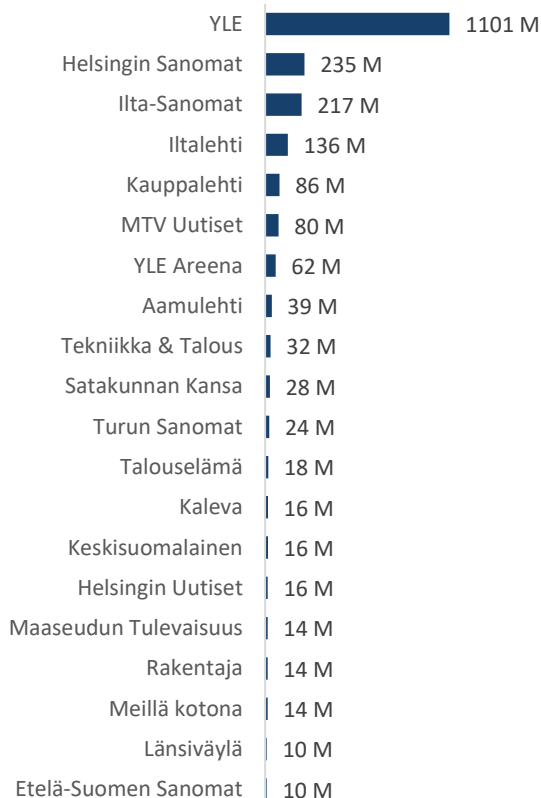 YLE 1101 M
Helsingin Sanomat 235 M
Ilta-Sanomat 217 M
Iltalehti 136 M
Kauppalehti 86 M
MTV Uutiset 80 M
YLE Areena 62 M
Aamulehti 39 M
Tekniikka & Talous 32 M
Satakunnan Kansa 28 M
Turun Sanomat 24 M
Talouselämä 18 M
Kaleva 16 M
Keskisuomalainen 16 M
Helsingin Uutiset 16 M
Maaseudun Tulevaisuus 14 M
Rakentaja 14 M
Meillä kotona 14 M
Länsiväylä 10 M
Etelä-Suomen Sanomat 10 M